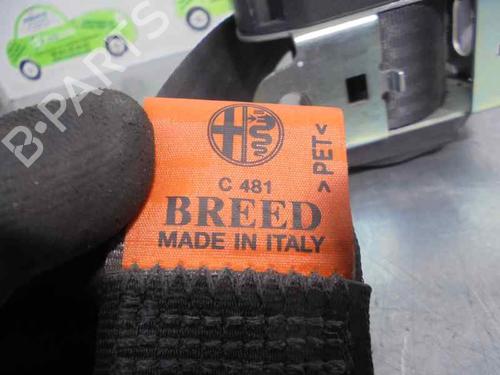 C 481
BREED
MADE IN ITALY
>PET<
B-PARTS